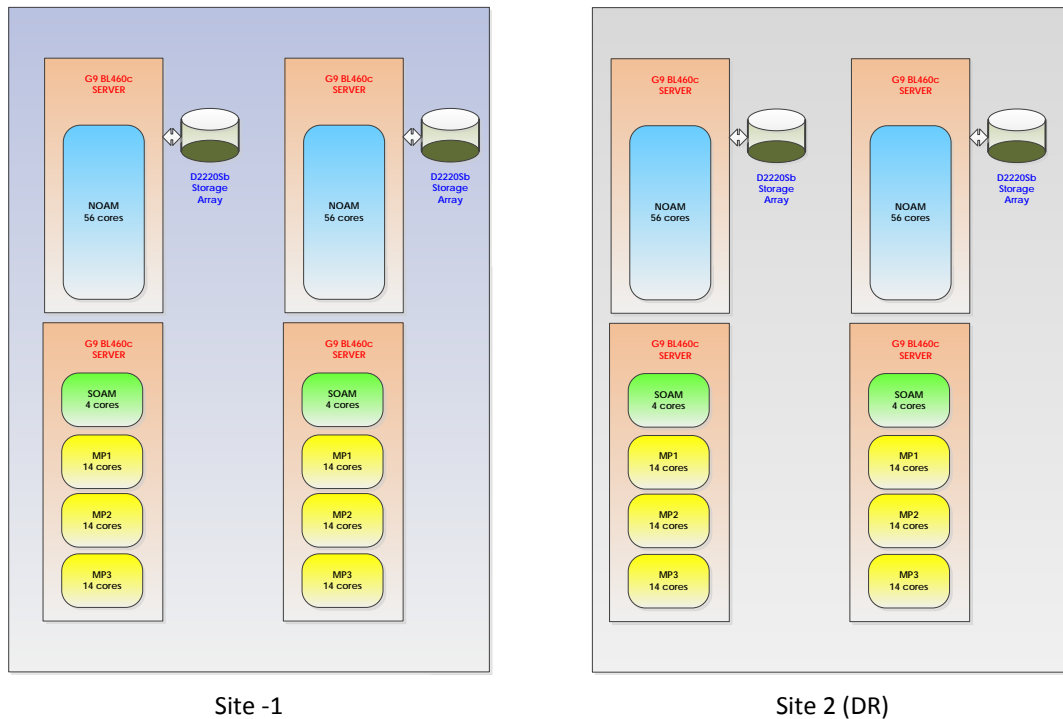 G9 BL460c
SERVER
NOAM
56 cores
D2220Sb
Storage
Array
G9 BL460c
SERVER
NOAM
56 cores
D2220Sb
Storage
Array
G9 BL460c
SERVER
SOAM
4 cores
MP1
14 cores
MP2
14 cores
MP3
14 cores
G9 BL460c
SERVER
SOAM
4 cores
MP1
14 cores
MP2
14 cores
MP3
14 cores
Site -1
G9 BL460c
SERVER
NOAM
56 cores
D2220Sb
Storage
Array
G9 BL460c
SERVER
NOAM
56 cores
D2220Sb
Storage
Array
G9 BL460c
SERVER
SOAM
4 cores
MP1
14 cores
MP2
14 cores
MP3
14 cores
G9 BL460c
SERVER
SOAM
4 cores
MP1
14 cores
MP2
14 cores
MP3
14 cores
Site 2 (DR)